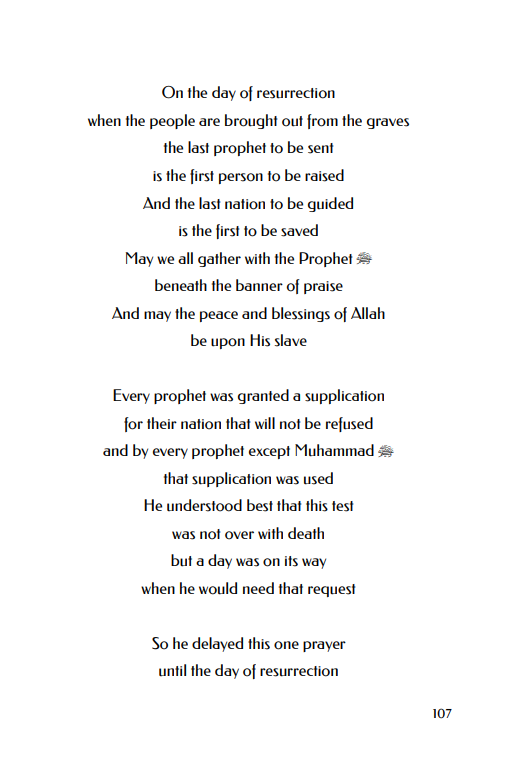 On the day of resurrection
when the people are brought out from the graves
the last prophet to be sent
is the first person to be raised
And the last nation to be guided
is the first to be saved
May we all gather with the Prophet ﷺ
beneath the banner of praise
And may the peace and blessings of Allah
be upon His slave
Every prophet was granted a supplication
for their nation that will not be refused
and by every prophet except Muhammad ﷺ
that supplication was used
He understood best that this test
was not over with death
but a day was on its way
when he would need that request
So he delayed this one prayer
until the day of resurrection
107